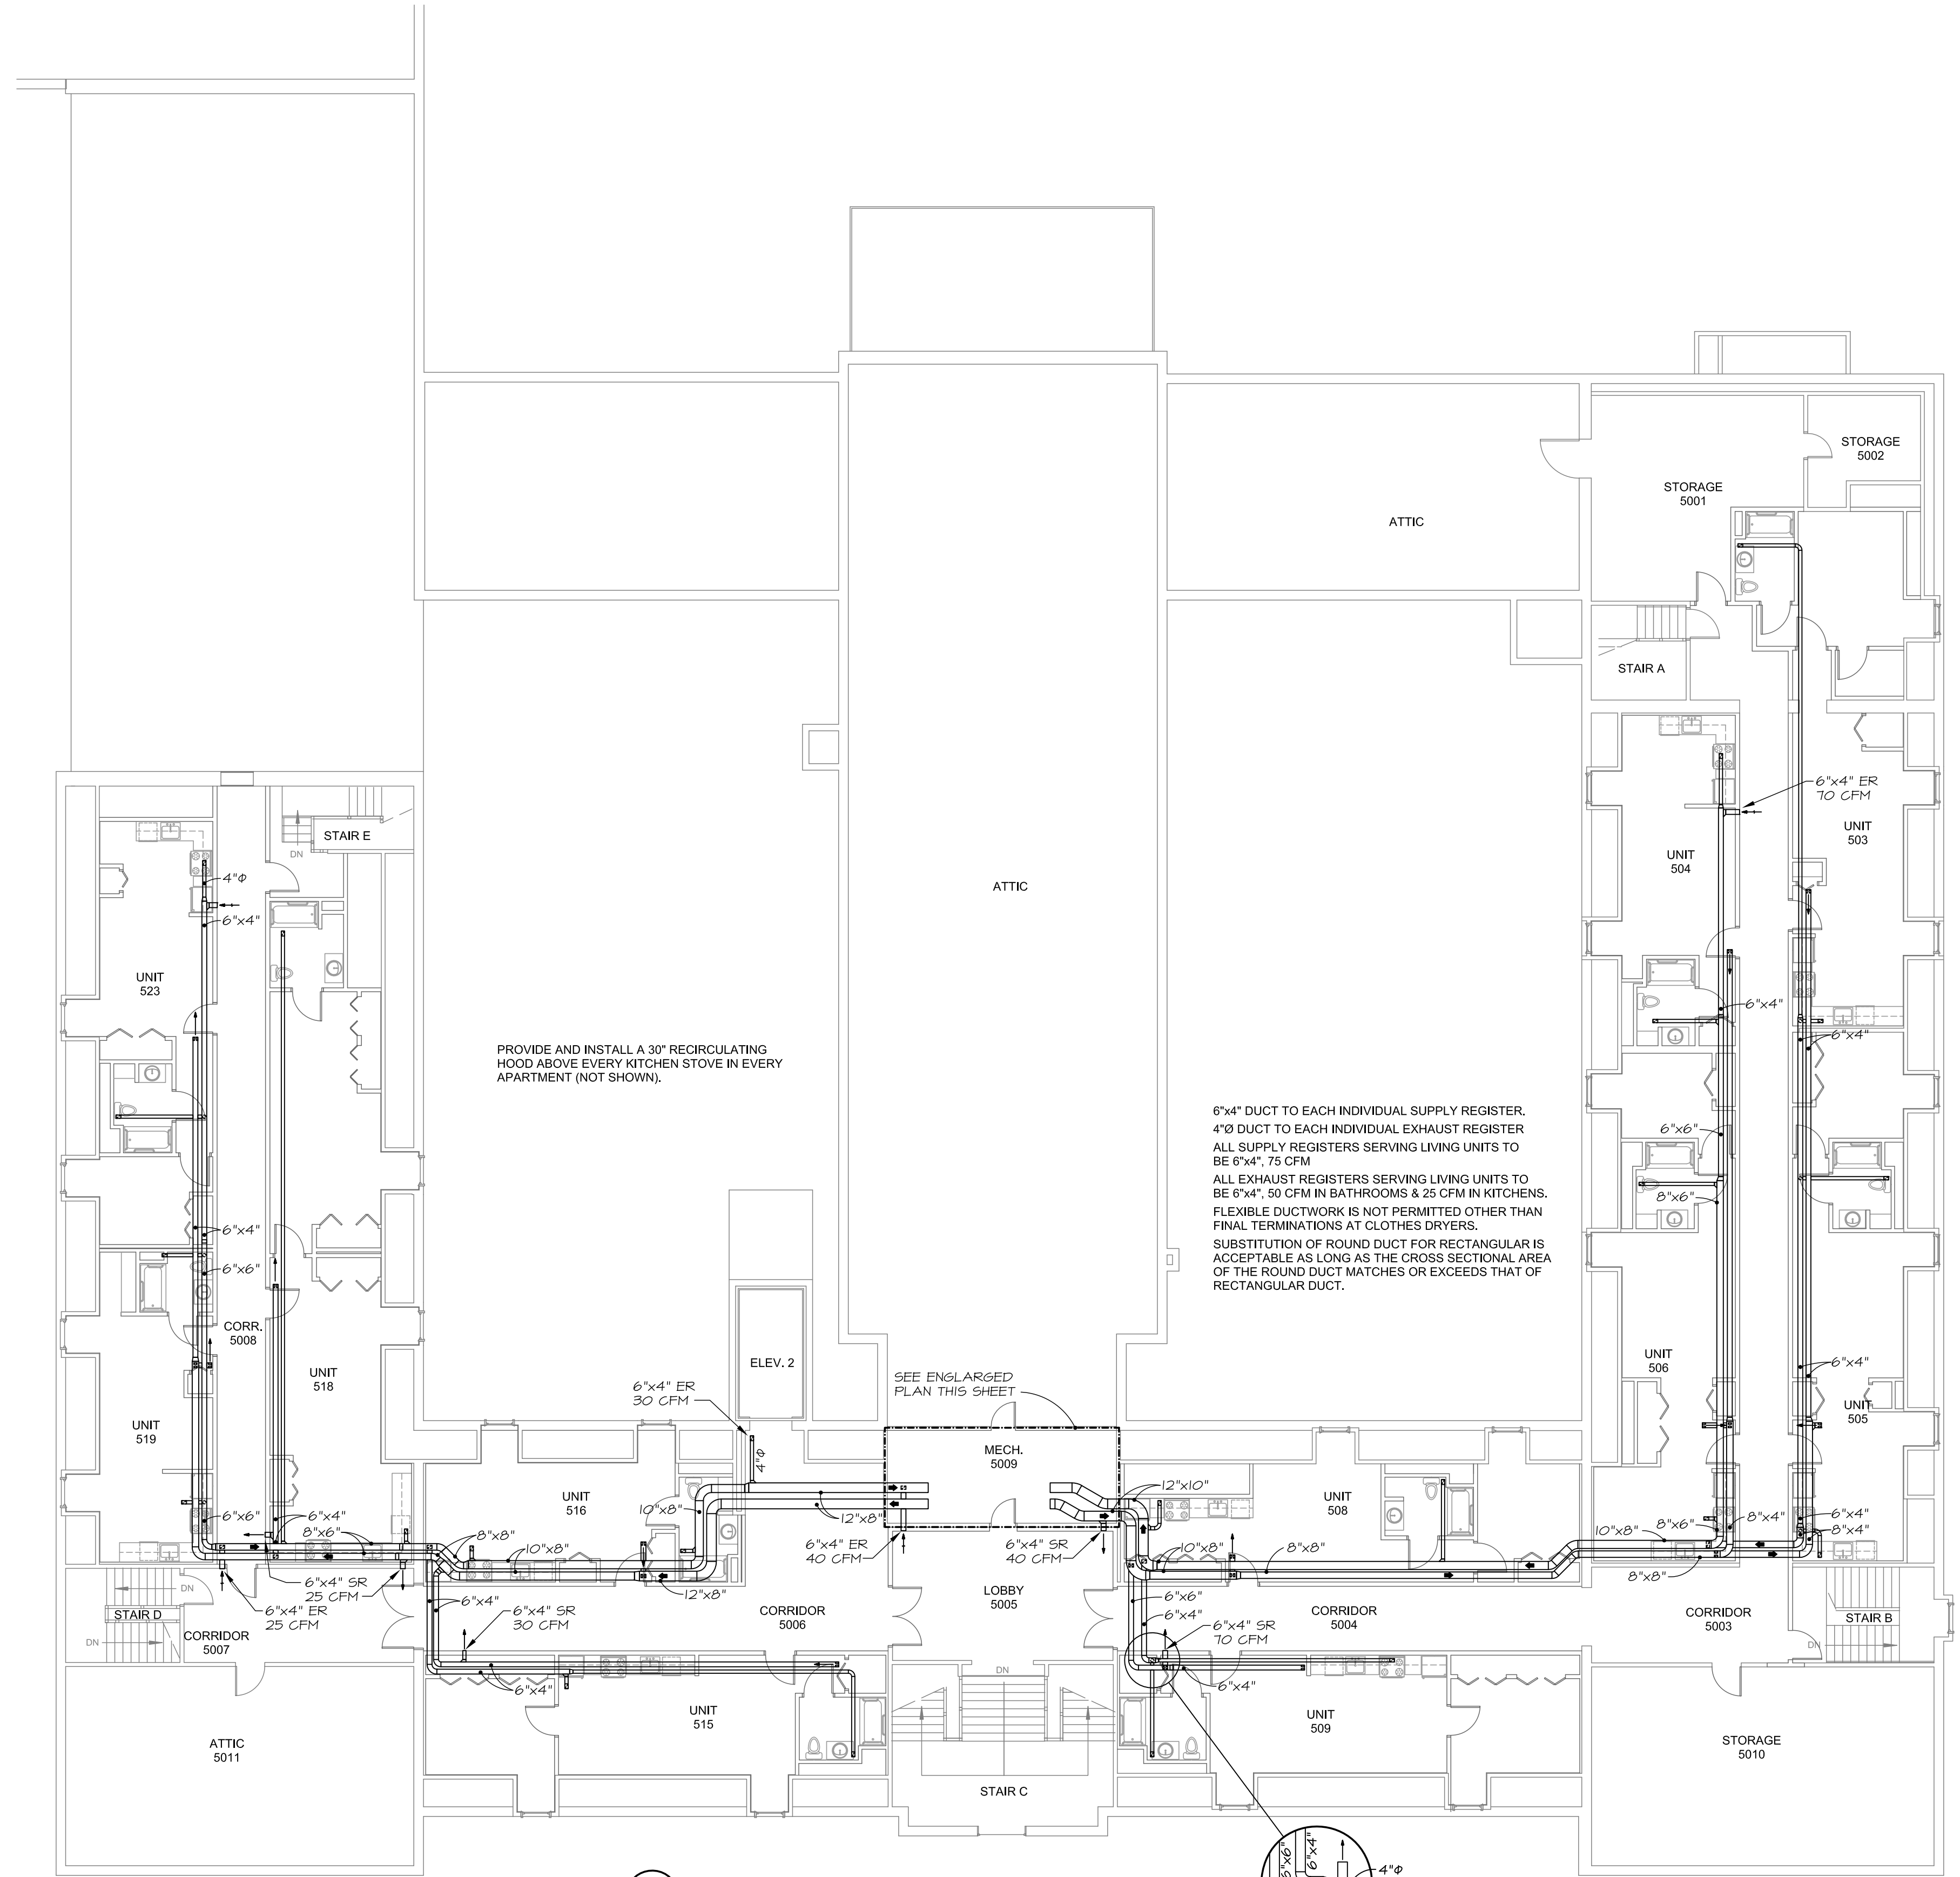 STORAGE
5002
STORAGE
5001
ATTIC
STAIR A
6"x4" ER
70 CFM
UNIT
503
UNIT
504
STAIR E
DN
4"Φ
6"x4"
ATTIC
UNIT
523
6"x4"
6"x4"
PROVIDE AND INSTALL A 30" RECIRCULATING
HOOD ABOVE EVERY KITCHEN STOVE IN EVERY
APARTMENT (NOT SHOWN).
6"x4" DUCT TO EACH INDIVIDUAL SUPPLY REGISTER.
4"Ø DUCT TO EACH INDIVIDUAL EXHAUST REGISTER
ALL SUPPLY REGISTERS SERVING LIVING UNITS TO
BE 6"x4", 75 CFM
ALL EXHAUST REGISTERS SERVING LIVING UNITS TO
BE 6"x4", 50 CFM IN BATHROOMS & 25 CFM IN KITCHENS.
FLEXIBLE DUCTWORK IS NOT PERMITTED OTHER THAN
FINAL TERMINATIONS AT CLOTHES DRYERS.
SUBSTITUTION OF ROUND DUCT FOR RECTANGULAR IS
ACCEPTABLE AS LONG AS THE CROSS SECTIONAL AREA
OF THE ROUND DUCT MATCHES OR EXCEEDS THAT OF
RECTANGULAR DUCT.
6"x6"
8"x6"
6"x4"
6"x6"
CORR.
5008
UNIT
518
ELEV. 2
6"x4" ER
30 CFM
SEE ENGLARGED
PLAN THIS SHEET
UNIT
506
6"x4"
UNIT
505
UNIT
519
4"Φ
MECH.
5009
UNIT
516
10"x8"
12"x8"
12"x10"
UNIT
508
6"x6"
6"x4"
8"x6"
8"x8"
10"x8"
6"x4" ER
40 CFM
6"x4" SR
40 CFM
10"x8"
8"x8"
10"x8"
8"x6"
8"x4"
6"x4"
8"x4"
8"x8"
6"x4" SR
25 CFM
6"x4" ER
25 CFM
12"x8"
LOBBY
5005
DN
STAIR D
DN
CORRIDOR
5007
6"x4"
6"x4" SR
30 CFM
CORRIDOR
5006
6"x6"
6"x4"
6"x4" SR
70 CFM
CORRIDOR
5004
CORRIDOR
5003
STAIR B
DN
6"x4"
DN
6"x4"
UNIT
515
UNIT
509
ATTIC
5011
STORAGE
5010
STAIR C
6"x6"
6"x4"
4"Φ